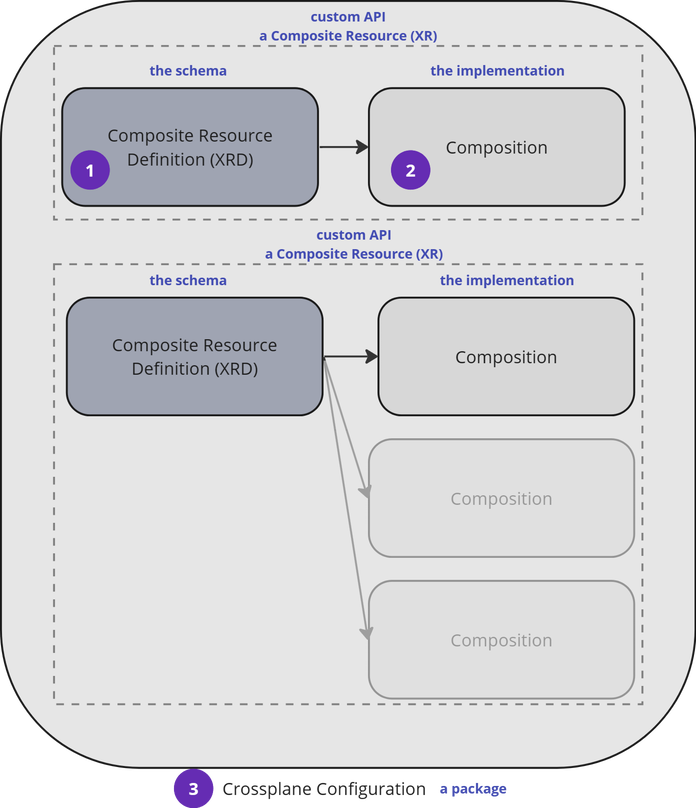 custom API
a Composite Resource (XR)
the schema
the implementation
Composite Resource
Definition (XRD)
1
Composition
2
custom API
a Composite Resource (XR)
the schema
the implementation
Composite Resource
Definition (XRD)
Composition
Composition
Composition
3 Crossplane Configuration a package